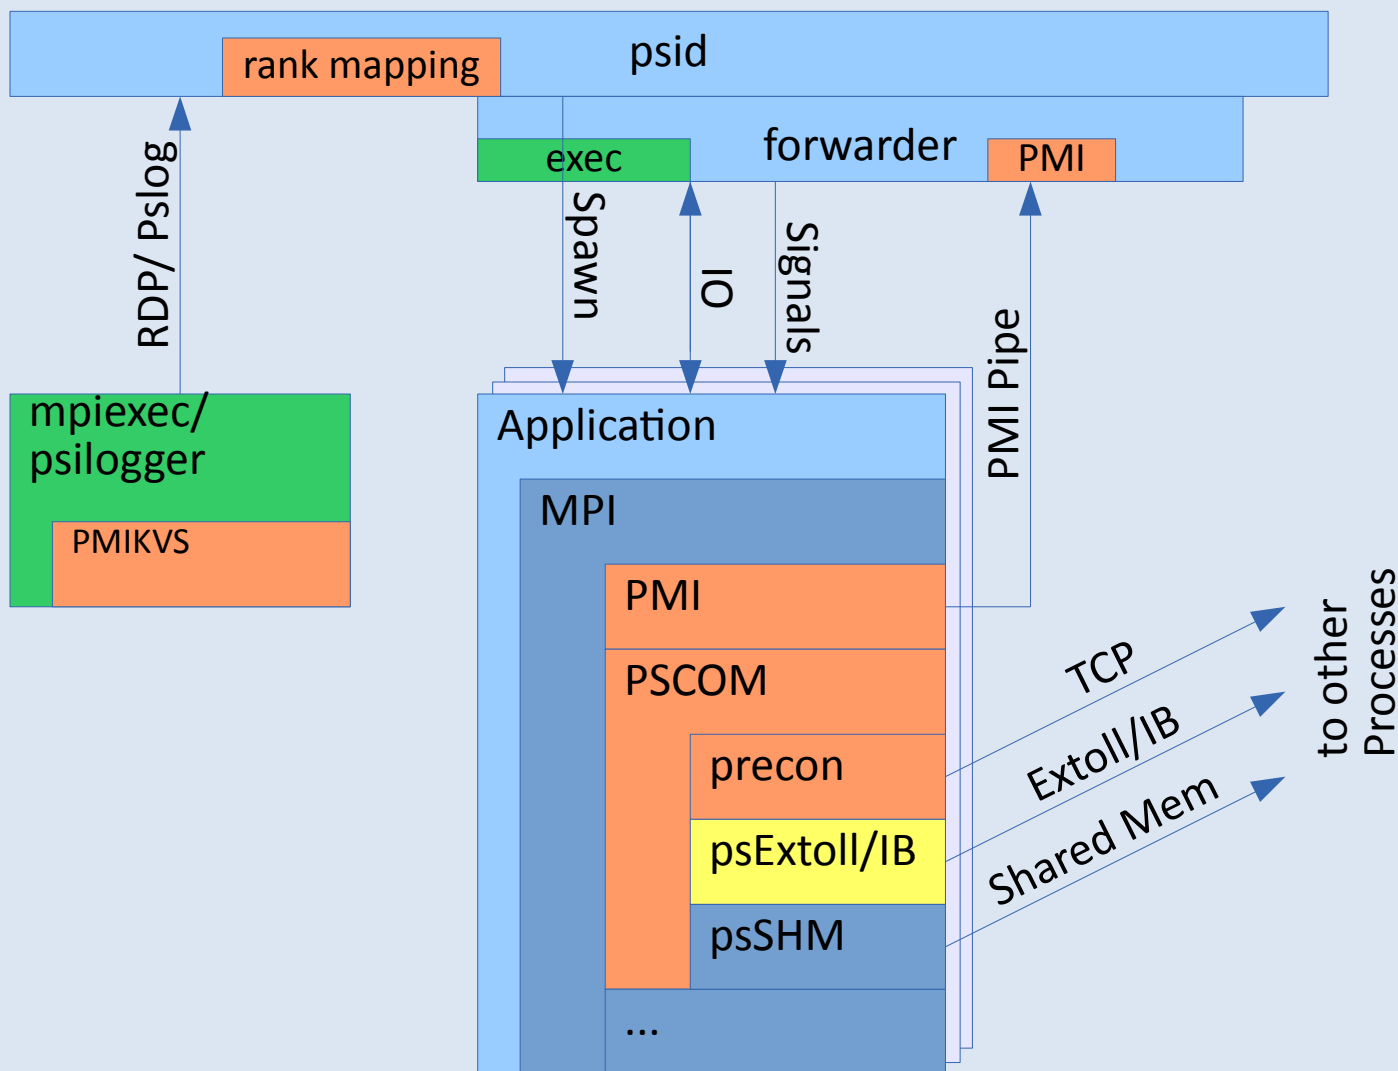 psid
rank mapping
forwarder
exec
PMI
RDP/ Pslog
Spawn
IO
Signals
PMI Pipe
mpiexec/
psilogger
PMIKVS
Application
MPI
PMI
PSCOM
precon
psExtoll/IB
psSHM
...
TCP
Extoll/IB
Shared Mem
to other
Processes